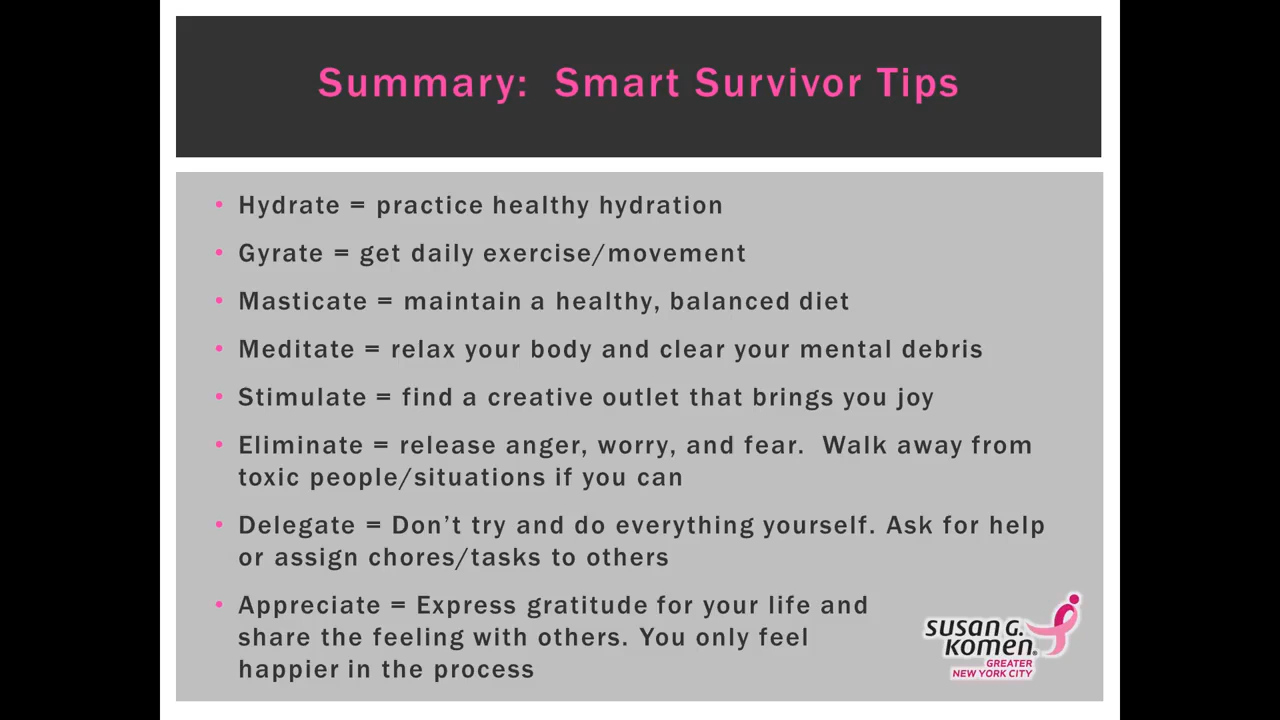 Summary:  Smart Survivor Tips
• Hydrate = practice healthy hydration
• Gyrate = get daily exercise/movement
• Masticate = maintain a healthy, balanced diet
• Meditate = relax your body and clear your mental debris
• Stimulate = find a creative outlet that brings you joy
• Eliminate = release anger, worry, and fear.  Walk away from
toxic people/situations if you can
• Delegate = Don’t try and do everything yourself. Ask for help
or assign chores/tasks to others
• Appreciate = Express gratitude for your life and
share the feeling with others. You only feel
happier in the process
susan G.
komen®
GREATER
NEW YORK CITY